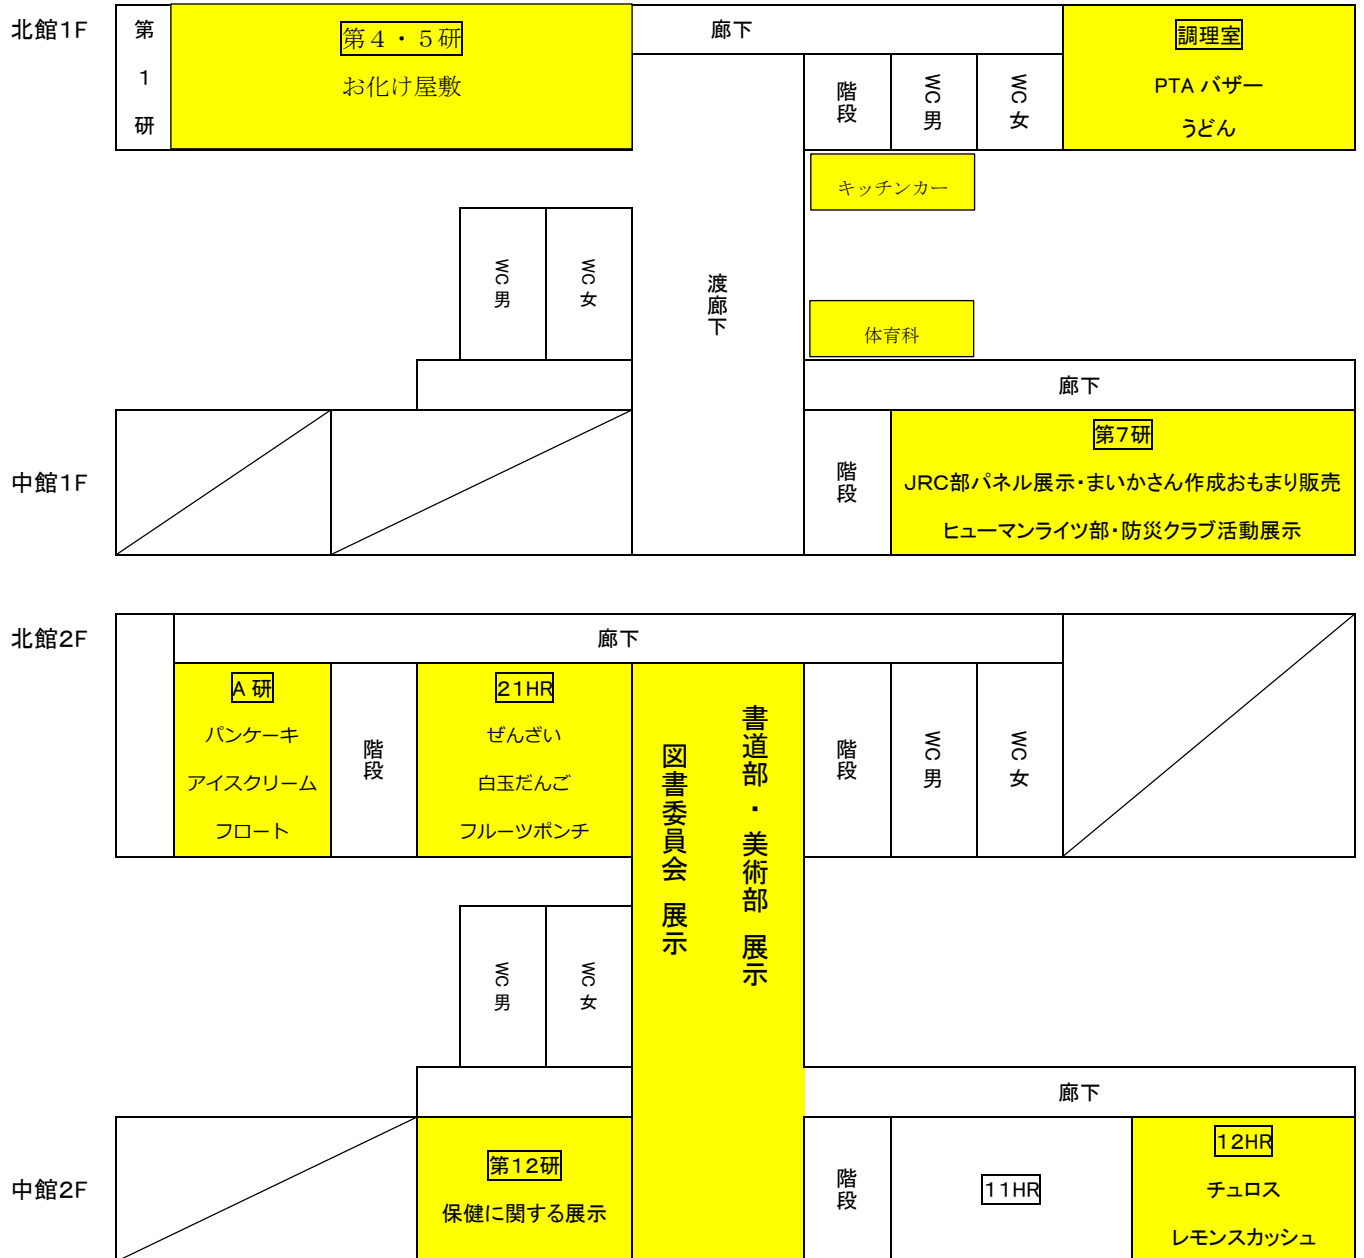 北館1F
第
1
研
第４・５研
お化け屋敷
廊下
階段
WC 男
WC 女
調理室
PTA バザー
うどん
キッチンカー
WC 男
WC 女
渡廊下
体育科
廊下
中館1F
階段
第7研
JRC部パネル展示・まいかさん作成おもまり販売
ヒューマンライツ部・防災クラブ活動展示
北館2F
廊下
A 研
パンケーキ
アイスクリーム
フロート
階段
21HR
ぜんざい
白玉だんご
フルーツポンチ
書道部・美術部 展示
図書委員会 展示
階段
WC 男
WC 女
WC 男
WC 女
廊下
中館2F
第12研
保健に関する展示
階段
11HR
12HR
チュロス
レモンスカッシュ